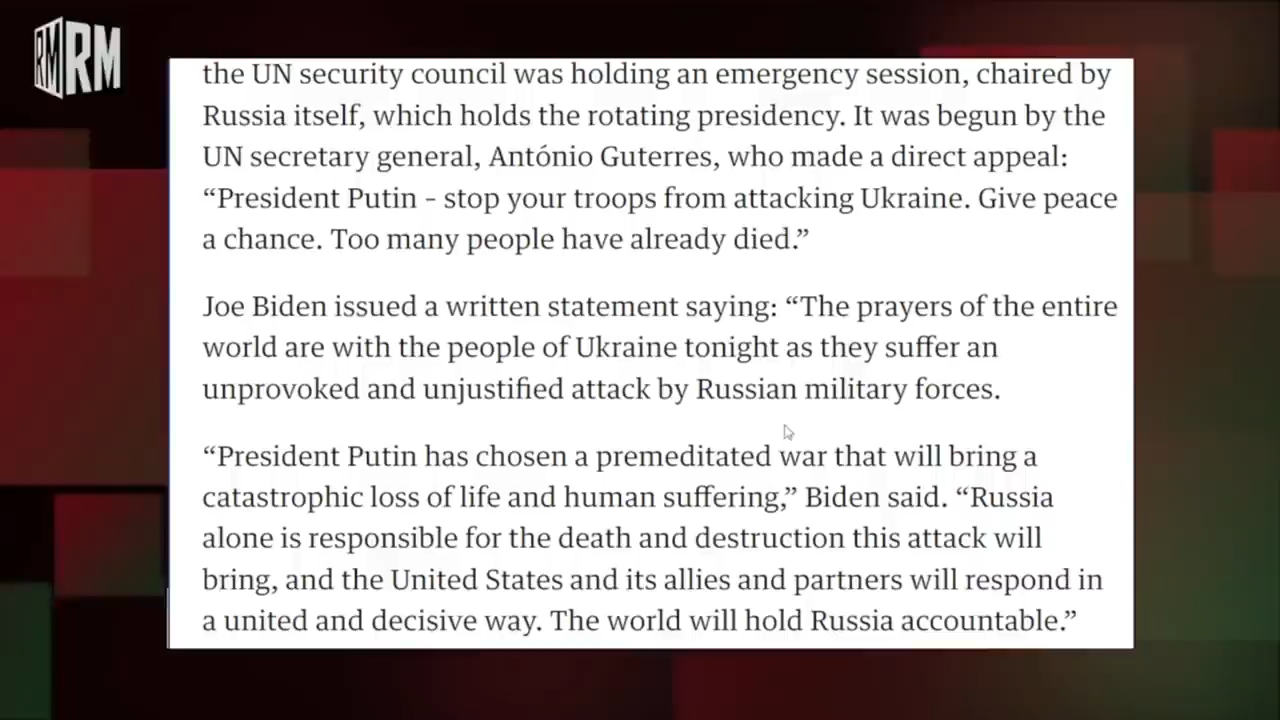 RM RM
the UN security council was holding an emergency session, chaired by
Russia itself, which holds the rotating presidency. It was begun by the
UN secretary general, António Guterres, who made a direct appeal:
“President Putin – stop your troops from attacking Ukraine. Give peace
a chance. Too many people have already died.”
Joe Biden issued a written statement saying: “The prayers of the entire
world are with the people of Ukraine tonight as they suffer an
unprovoked and unjustified attack by Russian military forces.
“President Putin has chosen a premeditated war that will bring a
catastrophic loss of life and human suffering,” Biden said. “Russia
alone is responsible for the death and destruction this attack will
bring, and the United States and its allies and partners will respond in
a united and decisive way. The world will hold Russia accountable.”